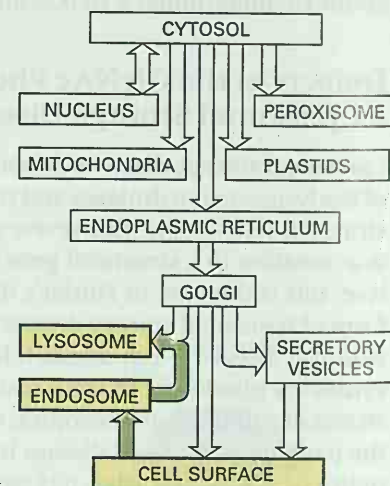 CYTOSOL
NUCLEUS
PEROXISOME
MITOCHONDRIA
PLASTIDS
ENDOPLASMIC RETICULUM
GOLGI
LYSOSOME
SECRETORY
VESICLES
ENDOSOME
CELL SURFACE